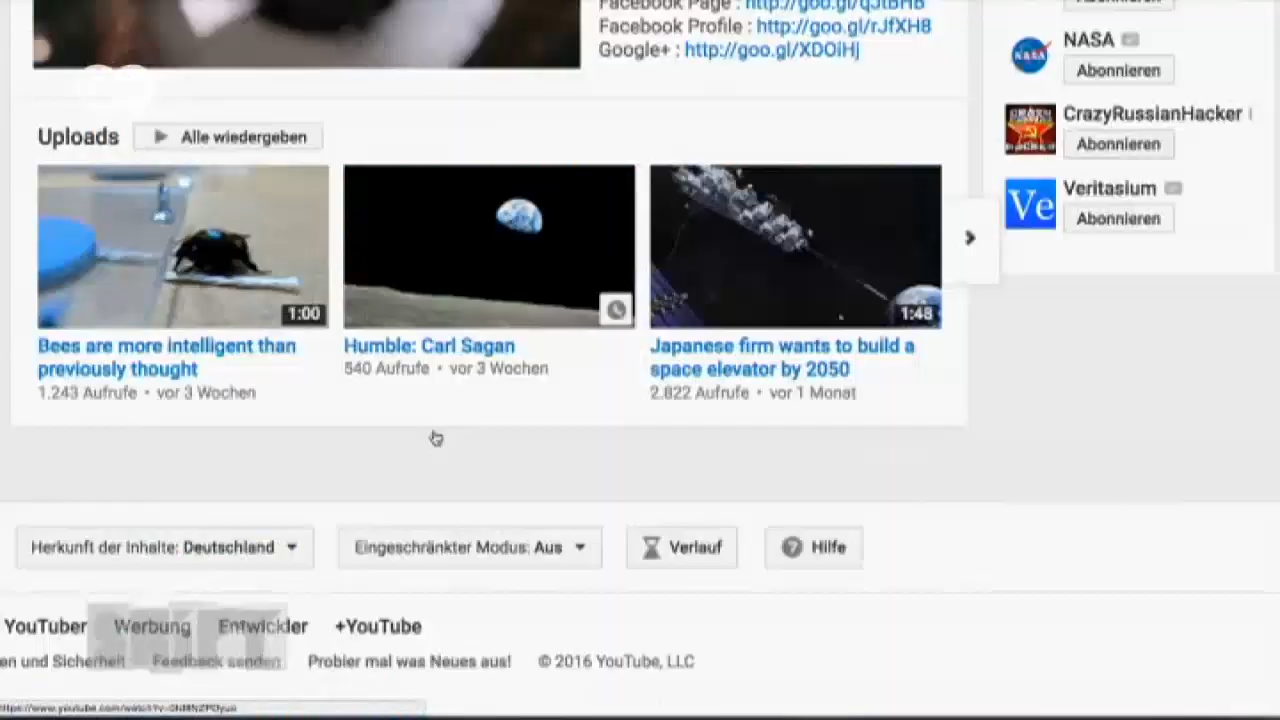 Facebook Page :
Facebook Profile : http://goo.gl/rJfXH8
Google+ : http://goo.gl/XDOiHj
NASA
Abonnieren
CrazyRussianHacker
Abonnieren
Veritasium
Ve
Abonnieren
Uploads
Alle wiedergeben
1:00
1:48
Bees are more intelligent than
previously thought
1.243 Aufrufe • vor 3 Wochen
Humble: Carl Sagan
540 Aufrufe • vor 3 Wochen
Japanese firm wants to build a
space elevator by 2050
2.822 Aufrufe • vor 1 Monat
Herkunft der Inhalte: Deutschland
Eingeschränkter Modus: Aus
Verlauf
Hilfe
YouTuber Werbung Entwickler +YouTube
en und Sicherheit Feedback senden Probier mal was Neues aus! © 2016 YouTube, LLC